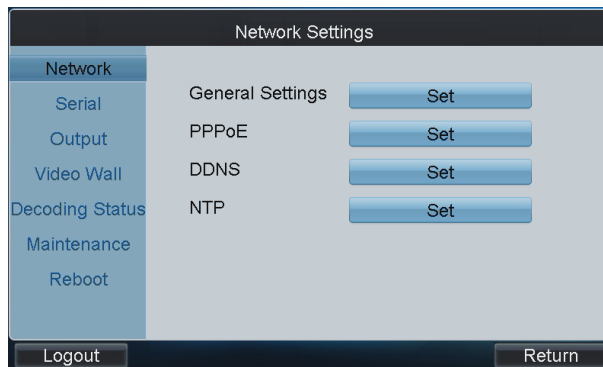 Network Settings
Network
Serial
Output
Video Wall
Decoding Status
Maintenance
Reboot
General Settings Set
PPPoE Set
DDNS Set
NTP Set
Logout Return